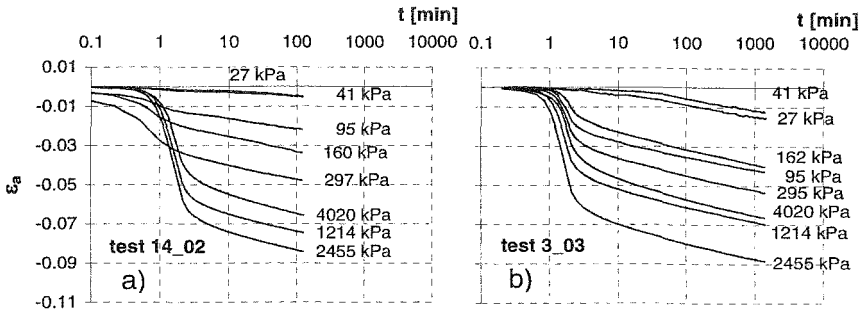 t [min]
0.1 1 10 100 1000 10000
0.01
-0.01
-0.03
-0.05
-0.07
-0.09
-0.11
εa
27 kPa
41 kPa
95 kPa
160 kPa
297 kPa
4020 kPa
1214 kPa
2455 kPa
test 14_02
a)
t [min]
0.1 1 10 100 1000 10000
41 kPa
27 kPa
162 kPa
95 kPa
295 kPa
4020 kPa
1214 kPa
2455 kPa
test 3_03
b)